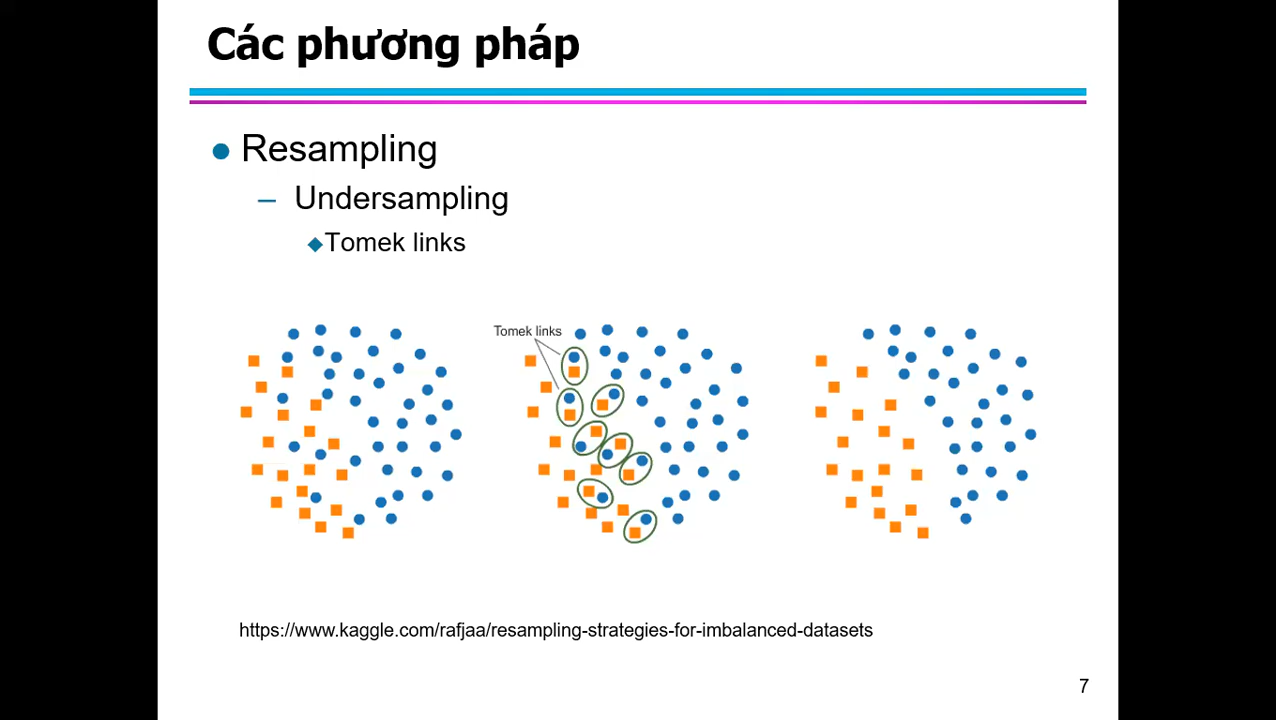 Các phương pháp
Resampling
– Undersampling
Tomek links
Tomek links
https://www.kaggle.com/rafjaa/resampling-strategies-for-imbalanced-datasets
7